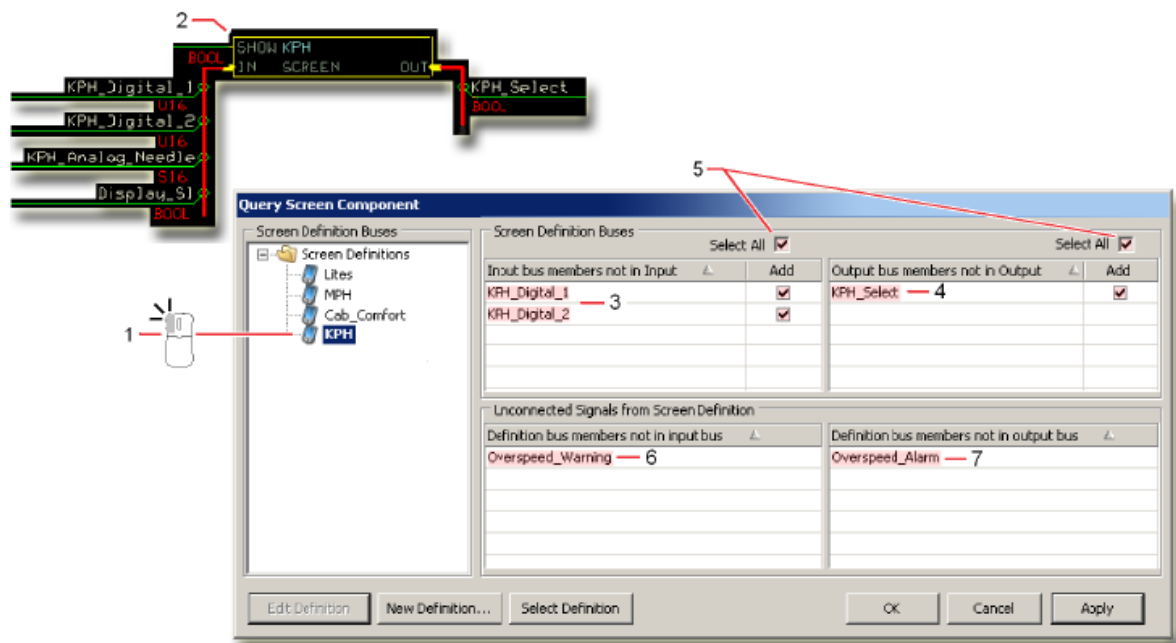 2
SHOW KPH
BOOL
IN SCREEN OUT
KPH_Digital_1
U16
KPH_Select
BOOL
KPH_Digital_2
U16
KPH_Analog_Needle
S16
Display_S1
BOOL
5
Query Screen Component
Screen Definition Buses
Screen Definitions
Lites
MPH
Cab_Comfort
KPH
1
Screen Definition Buses
Select All
Select All
Input bus members not in Input Add
Output bus members not in Output Add
KPH_Digital_1
3
KPH_Digital_2
KPH_Select 4
Unconnected Signals from Screen Definition
Definition bus members not in input bus
Definition bus members not in output bus
Overspeed_Warning 6
Overspeed_Alarm 7
Edit Definition
New Definition...
Select Definition
OK
Cancel
Apply